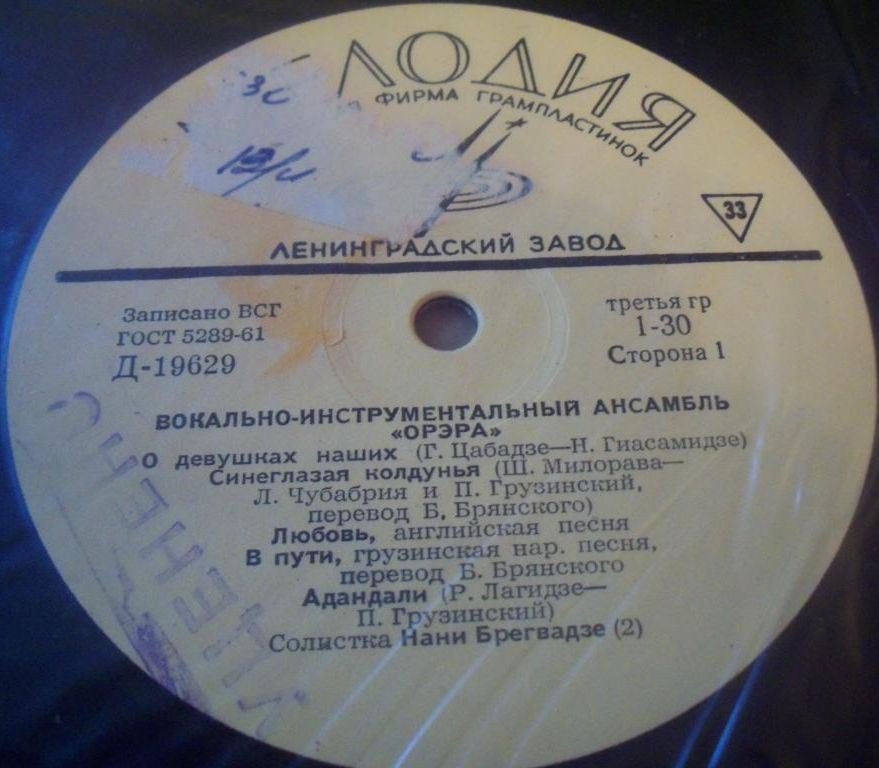 ЛОДИЯ
ФИРМА ГРАМПЛАСТИНОК
33
ЛЕНИНГРАДСКИЙ ЗАВОД
Записано ВСГ
ГОСТ 5289-61
Д-19629
третья гр
1-30
Сторона 1
ВОКАЛЬНО-ИНСТРУМЕНТАЛЬНЫЙ АНСАМБЛЬ
«ОРЭРА»
О девушках наших (Г. Цабадзе—Н. Гиасамидзе)
Синеглазая колдунья (Ш. Милорава—
Л. Чубабрия и П. Грузинский,
перевод Б. Брянского)
Любовь, английская песня
В пути, грузинская нар. песня,
перевод Б. Брянского
Адандали (Р. Лагидзе—
П. Грузинский)
Солистка Нани Брегвадзе (2)
УЦЕНЕНО